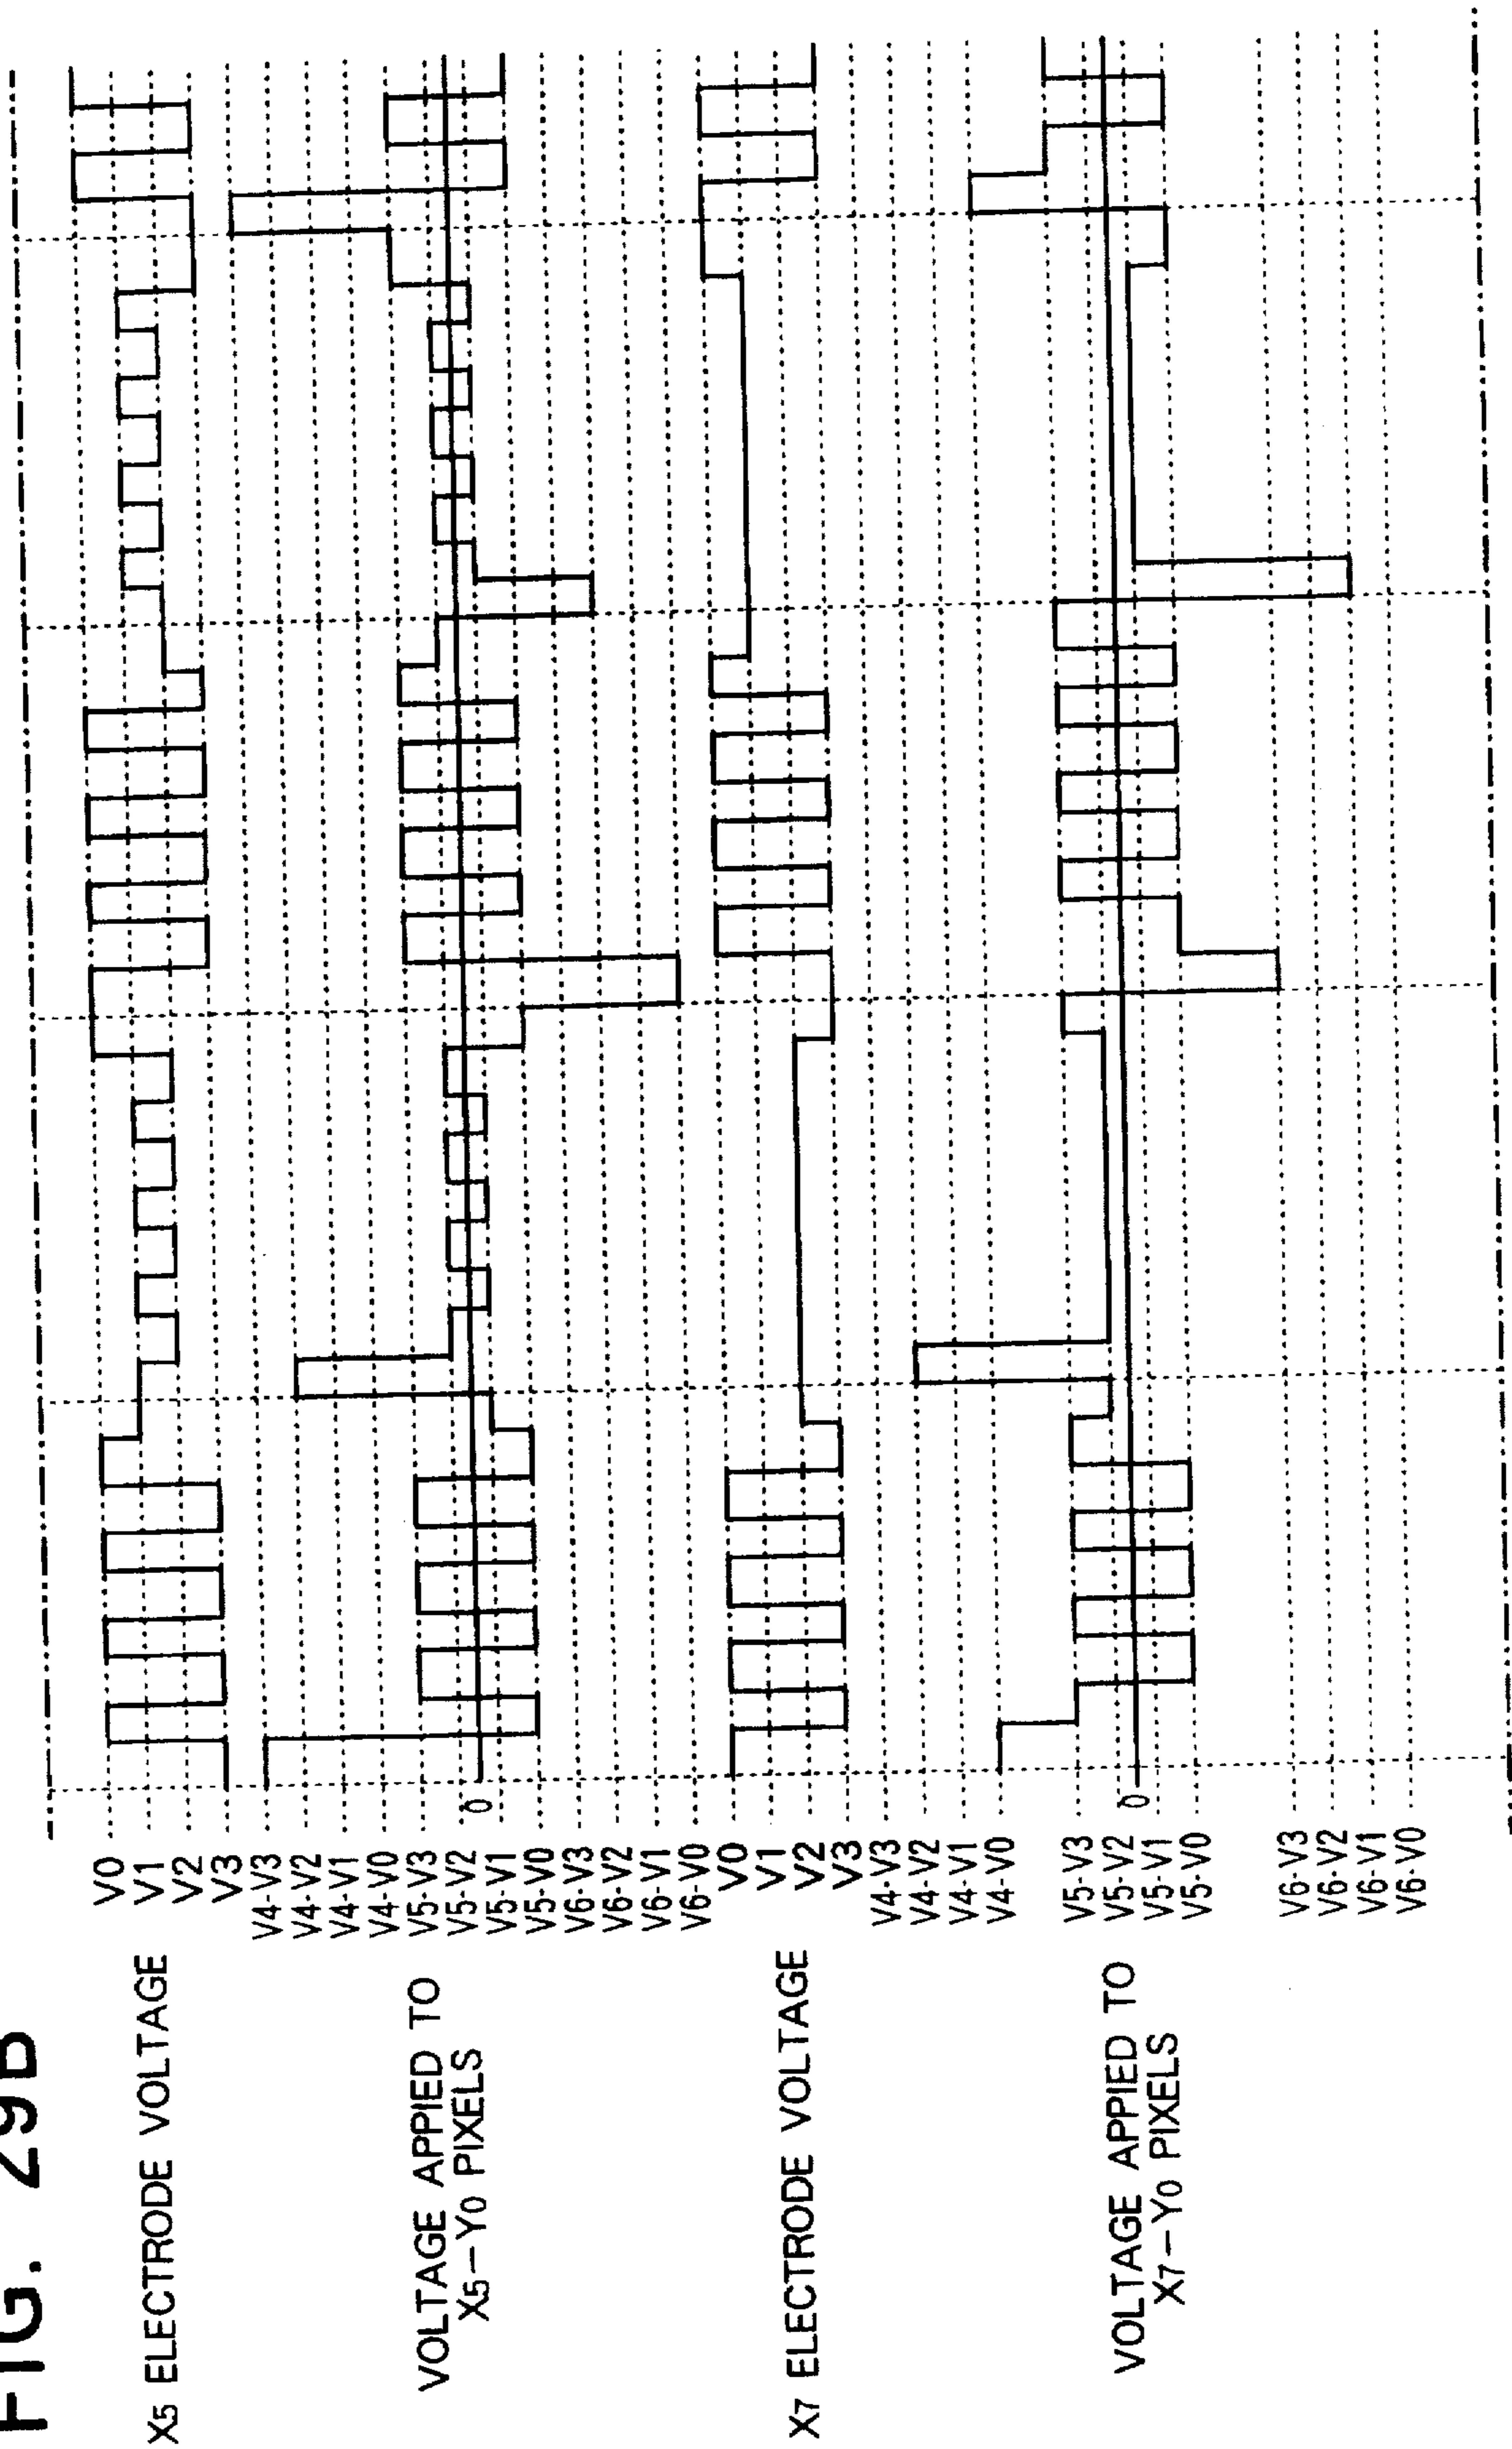 FIG. 29B
X5 ELECTRODE VOLTAGE
V0
V1
V2
V3
VOLTAGE APPIED TO
X5-Y0 PIXELS
V4-V3
V4-V2
V4-V1
V4-V0
V5-V3
V5-V2
0
V5-V1
V5-V0
V6-V3
V6-V2
V6-V1
V6-V0
X7 ELECTRODE VOLTAGE
V0
V1
V2
V3
VOLTAGE APPIED TO
X7-Y0 PIXELS
V4-V3
V4-V2
V4-V1
V4-V0
V5-V3
V5-V2
0
V5-V1
V5-V0
V6-V3
V6-V2
V6-V1
V6-V0